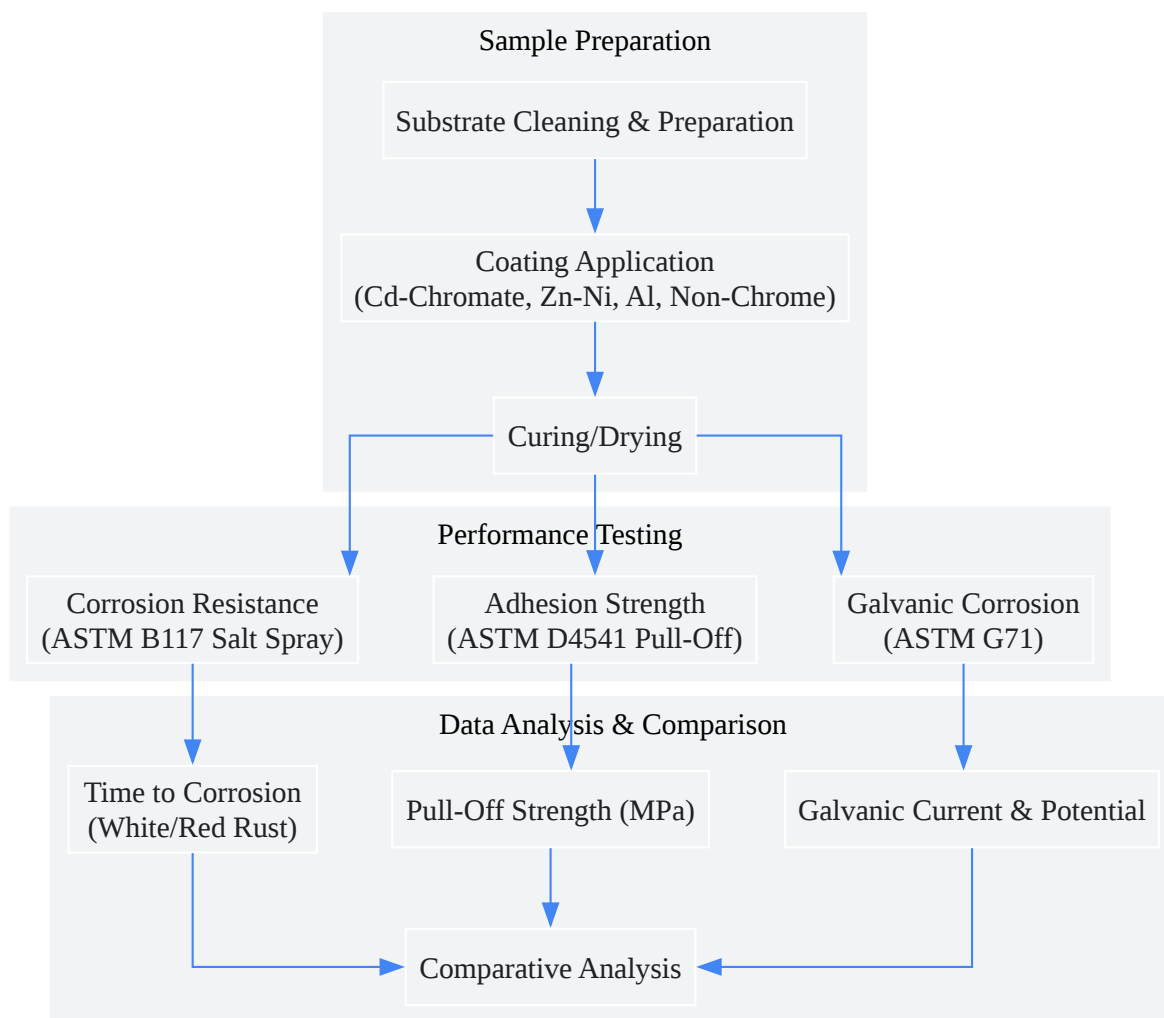 Sample Preparation
Substrate Cleaning & Preparation
Coating Application
(Cd-Chromate, Zn-Ni, Al, Non-Chrome)
Curing/Drying
Performance Testing
Corrosion Resistance
(ASTM B117 Salt Spray)
Adhesion Strength
(ASTM D4541 Pull-Off)
Galvanic Corrosion
(ASTM G71)
Data Analysis & Comparison
Time to Corrosion
(White/Red Rust)
Pull-Off Strength (MPa)
Galvanic Current & Potential
Comparative Analysis